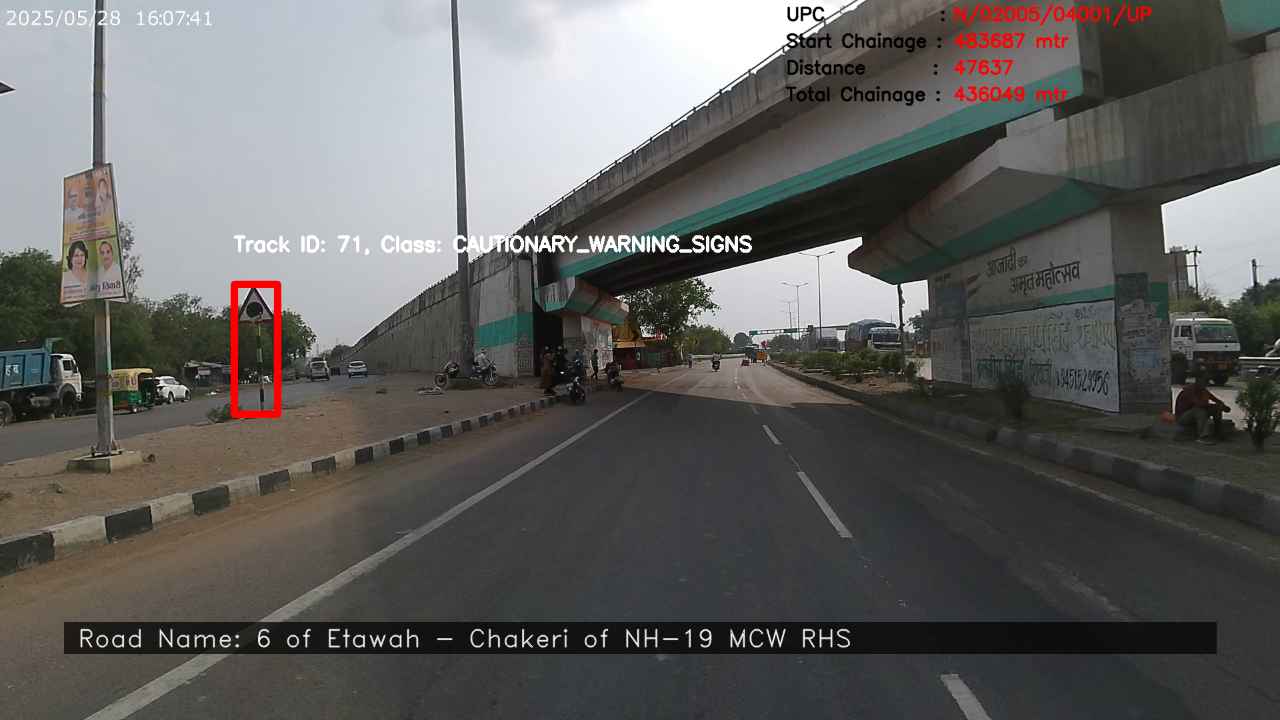 2025/05/28 16:07:41
UPC : N/02005/04001/UP
Start Chainage : 483687 mtr
Distance : 47637
Total Chainage : 436049 mtr
Track ID: 71, Class: CAUTIONARY_WARNING_SIGNS
आजादी का
अमृत महोत्सव
9451529956
Road Name: 6 of Etawah - Chakeri of NH-19 MCW RHS